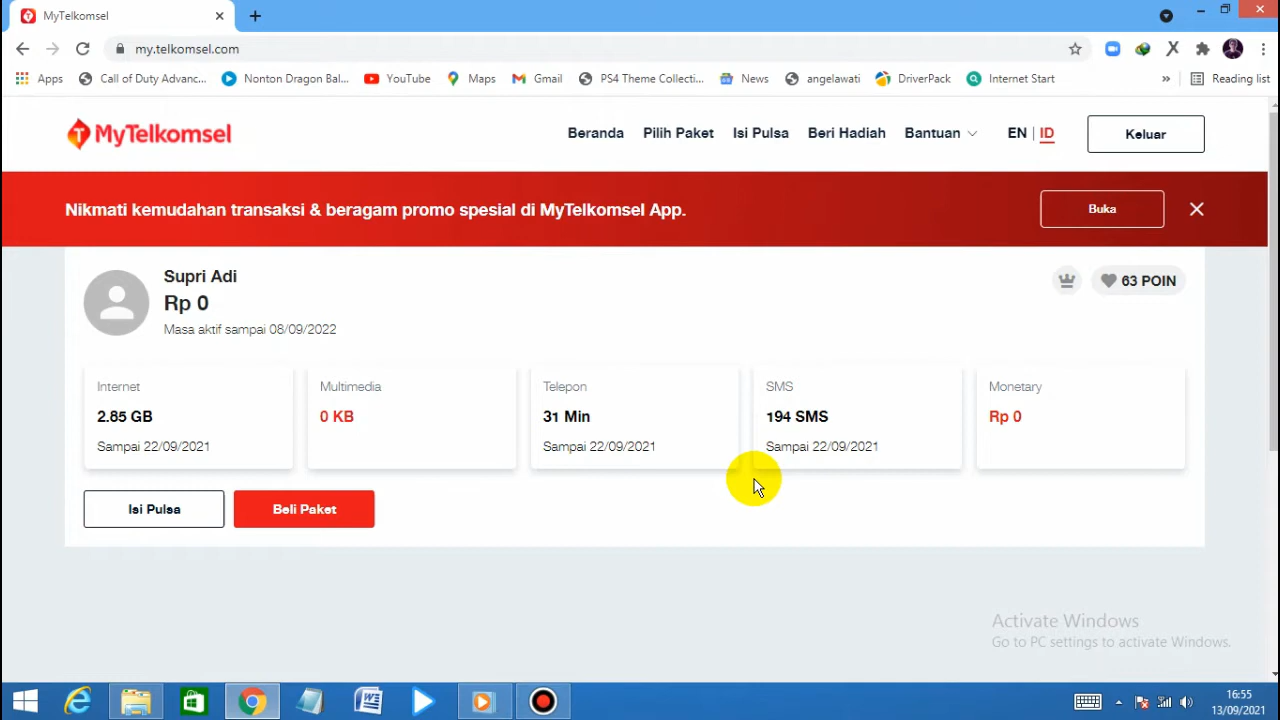 MyTelkomsel
my.telkomsel.com
Apps
Call of Duty Advanc...
Nonton Dragon Bal...
YouTube
Maps
Gmail
PS4 Theme Collecti...
News
angelawati
DriverPack
Internet Start
»
Reading list
MyTelkomsel
Beranda
Pilih Paket
Isi Pulsa
Beri Hadiah
Bantuan
EN | ID
Keluar
Nikmati kemudahan transaksi & beragam promo spesial di MyTelkomsel App.
Buka
Supri Adi
Rp 0
Masa aktif sampai 08/09/2022
63 POIN
Internet
2.85 GB
Sampai 22/09/2021
Multimedia
0 KB
Telepon
31 Min
Sampai 22/09/2021
SMS
194 SMS
Sampai 22/09/2021
Monetary
Rp 0
Isi Pulsa
Beli Paket
Activate Windows
Go to PC settings to activate Windows.
16:55
13/09/2021